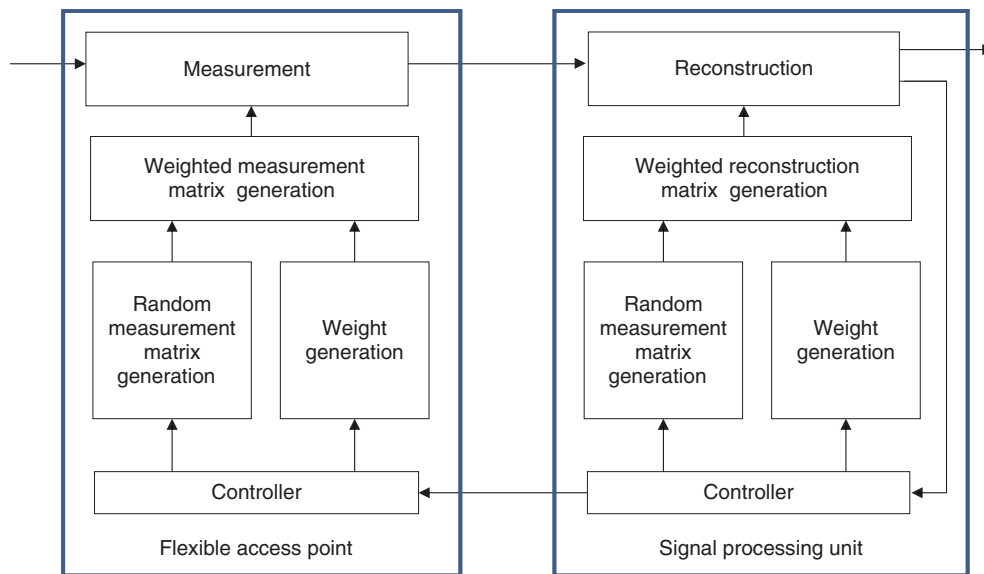 Measurement
Weighted measurement
matrix generation
Random
measurement
matrix
generation
Weight
generation
Controller
Flexible access point
Reconstruction
Weighted reconstruction
matrix generation
Random
measurement
matrix
generation
Weight
generation
Controller
Signal processing unit